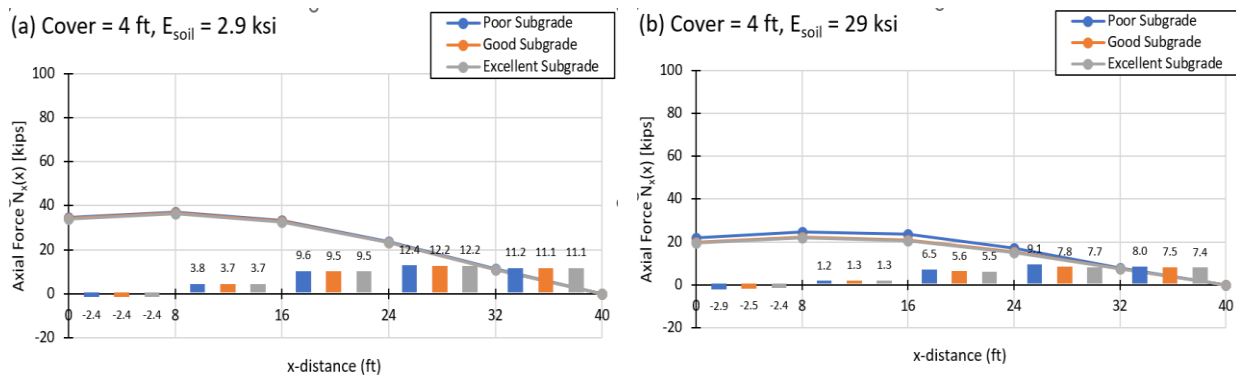 (a) Cover = 4 ft, E_soil = 2.9 ksi
Poor Subgrade
Good Subgrade
Excellent Subgrade
Axial Force N̄ₓ(x) [kips]
100
80
60
40
20
0
-20
-2.4 -2.4 -2.4
3.8 3.7 3.7
9.6 9.5 9.5
12.4 12.2 12.2
11.2 11.1 11.1
0 8 16 24 32 40
x-distance (ft)
(b) Cover = 4 ft, E_soil = 29 ksi
Poor Subgrade
Good Subgrade
Excellent Subgrade
Axial Force N̄ₓ(x) [kips]
100
80
60
40
20
0
-20
-2.9 -2.5 -2.4
1.2 1.3 1.3
6.5 5.6 5.5
9.1 7.8 7.7
8.0 7.5 7.4
0 8 16 24 32 40
x-distance (ft)